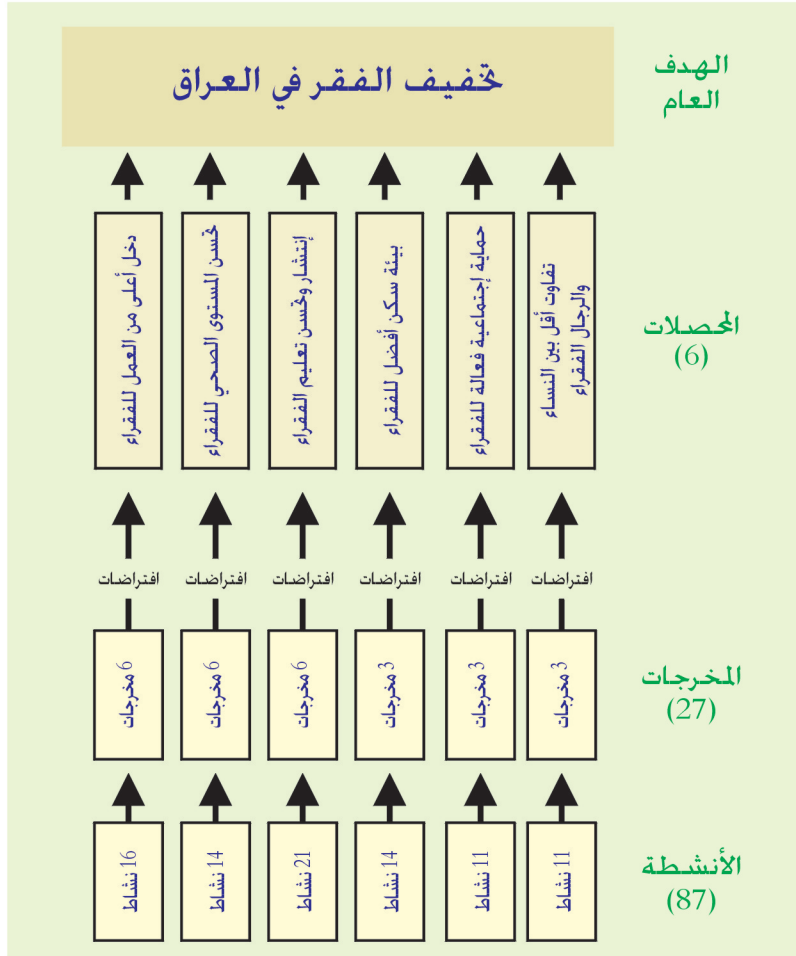 الهدف
العام
تخفيف الفقر في العراق
المحصلات
(6)
تفاوت أقل بين النساء
والرجال الفقراء
حماية إجتماعية فعاله للفقراء
بيئة سكن أفضل للفقراء
إنتشار وتحسن تعليم الفقراء
تحسن المستوى الصحي للفقراء
دخل أعلى من العمل للفقراء
افتراضات
افتراضات
افتراضات
افتراضات
افتراضات
افتراضات
المخرجات
(27)
3 مخرجات
3 مخرجات
3 مخرجات
6 مخرجات
6 مخرجات
6 مخرجات
الأنشطة
(87)
11 نشاط
11 نشاط
14 نشاط
21 نشاط
14 نشاط
16 نشاط